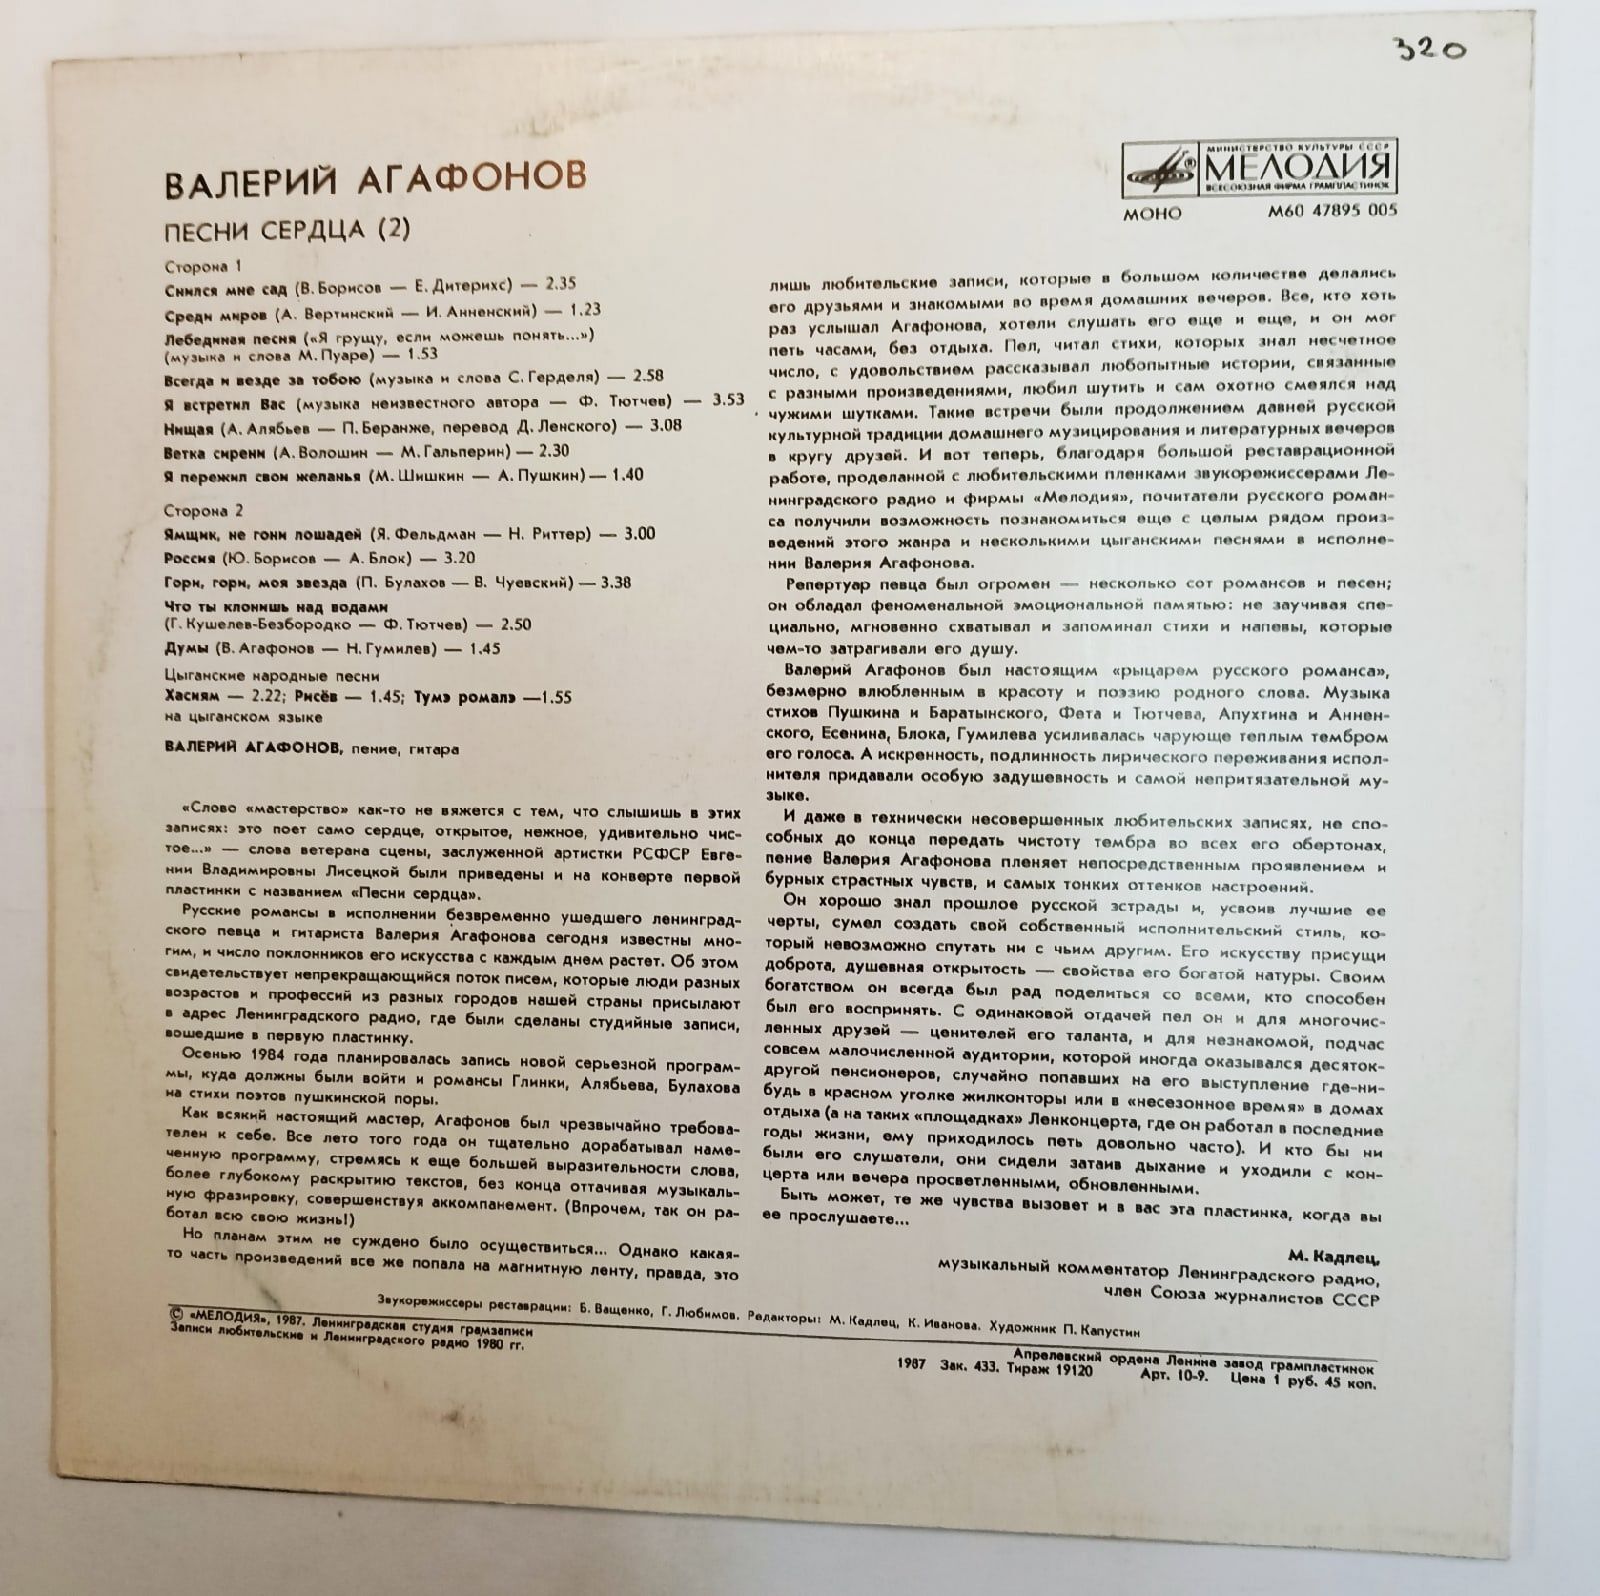 320
ВАЛЕРИЙ АГАФОНОВ
ПЕСНИ СЕРДЦА (2)
МИНИСТЕРСТВО КУЛЬТУРЫ СССР
МЕЛОДИЯ
ВСЕСОЮЗНАЯ ФИРМА ГРАМПЛАСТИНОК
МОНО М60 47895 005
Сторона 1
Снился мне сад (В. Борисов — Е. Дитерихс) — 2.35
Среди миров (А. Вертинский — И. Анненский) — 1.23
Лебединая песня («Я грущу, если можешь понять...»)
(музыка и слова М. Пуаре) — 1.53
Всегда и везде за тобою (музыка и слова С. Герделя) — 2.58
Я встретил Вас (музыка неизвестного автора — Ф. Тютчев) — 3.53
Нищая (А. Алябьев — П. Беранже, перевод Д. Ленского) — 3.08
Ветка сирени (А. Волошин — М. Гальперин) — 2.30
Я пережил свои желанья (М. Шишкин — А. Пушкин) — 1.40
Сторона 2
Ямщик, не гони лошадей (Я. Фельдман — Н. Риттер) — 3.00
Россия (Ю. Борисов — А. Блок) — 3.20
Гори, гори, моя звезда (П. Булахов — В. Чуевский) — 3.38
Что ты клонишь над водами
(Г. Кушелев-Безбородко — Ф. Тютчев) — 2.50
Думы (В. Агафонов — Н. Гумилев) — 1.45
Цыганские народные песни
Хасиям — 2.22; Рисёв — 1.45; Тумэ ромалэ — 1.55
на цыганском языке
ВАЛЕРИЙ АГАФОНОВ, пение, гитара
«Слово «мастерство» как-то не вяжется с тем, что слышишь в этих
записях: это поет само сердце, открытое, нежное, удивительно чис-
тое...» — слова ветерана сцены, заслуженной артистки РСФСР Евге-
нии Владимировны Лисецкой были приведены и на конверте первой
пластинки с названием «Песни сердца».
Русские романсы в исполнении безвременно ушедшего ленинград-
ского певца и гитариста Валерия Агафонова сегодня известны мно-
гим, и число поклонников его искусства с каждым днем растет. Об этом
свидетельствует непрекращающийся поток писем, которые люди разных
возрастов и профессий из разных городов нашей страны присылают
в адрес Ленинградского радио, где были сделаны студийные записи,
вошедшие в первую пластинку.
Осенью 1984 года планировалась запись новой серьезной програм-
мы, куда должны были войти и романсы Глинки, Алябьева, Булахова
на стихи поэтов пушкинской поры.
Как всякий настоящий мастер, Агафонов был чрезвычайно требова-
телен к себе. Все лето того года он тщательно дорабатывал наме-
ченную программу, стремясь к еще большей выразительности слова,
более глубокому раскрытию текстов, без конца оттачивая музыкаль-
ную фразировку, совершенствуя аккомпанемент. (Впрочем, так он ра-
ботал всю свою жизнь!)
Но планам этим не суждено было осуществиться... Однако какая-
то часть произведений все же попала на магнитную ленту, правда, это
лишь любительские записи, которые в большом количестве делались
его друзьями и знакомыми во время домашних вечеров. Все, кто хоть
раз услышал Агафонова, хотели слушать его еще и еще, и он мог
петь часами, без отдыха. Пел, читал стихи, которых знал несчетное
число, с удовольствием рассказывал любопытные истории, связанные
с разными произведениями, любил шутить и сам охотно смеялся над
чужими шутками. Такие встречи были продолжением давней русской
культурной традиции домашнего музицирования и литературных вечеров
в кругу друзей. И вот теперь, благодаря большой реставрационной
работе, проделанной с любительскими пленками звукорежиссерами Ле-
нинградского радио и фирмы «Мелодия», почитатели русского роман-
са получили возможность познакомиться еще с целым рядом произ-
ведений этого жанра и несколькими цыганскими песнями в исполне-
нии Валерия Агафонова.
Репертуар певца был огромен — несколько сот романсов и песен;
он обладал феноменальной эмоциональной памятью: не заучивая спе-
циально, мгновенно схватывал и запоминал стихи и напевы, которые
чем-то затрагивали его душу.
Валерий Агафонов был настоящим «рыцарем русского романса»,
безмерно влюбленным в красоту и поэзию родного слова. Музыка
стихов Пушкина и Баратынского, Фета и Тютчева, Апухтина и Аннен-
ского, Есенина, Блока, Гумилева усиливалась чарующе теплым тембром
его голоса. А искренность, подлинность лирического переживания испол-
нителя придавали особую задушевность и самой непритязательной му-
зыке.
И даже в технически несовершенных любительских записях, не спо-
собных до конца передать чистоту тембра во всех его обертонах,
пение Валерия Агафонова пленяет непосредственным проявлением и
бурных страстных чувств, и самых тонких оттенков настроений.
Он хорошо знал прошлое русской эстрады и, усвоив лучшие ее
черты, сумел создать свой собственный исполнительский стиль, ко-
торый невозможно спутать ни с чьим другим. Его искусству присущи
доброта, душевная открытость — свойства его богатой натуры. Своим
богатством он всегда был рад поделиться со всеми, кто способен
был его воспринять. С одинаковой отдачей пел он и для многочис-
ленных друзей — ценителей его таланта, и для незнакомой, подчас
совсем малочисленной аудитории, которой иногда оказывался десяток-
другой пенсионеров, случайно попавших на его выступление где-ни-
будь в красном уголке жилконторы или в «несезонное время» в домах
отдыха (а на таких «площадках» Ленконцерта, где он работал в последние
годы жизни, ему приходилось петь довольно часто). И кто бы ни
были его слушатели, они сидели затаив дыхание и уходили с кон-
церта или вечера просветленными, обновленными.
Быть может, те же чувства вызовет и в вас эта пластинка, когда вы
ее прослушаете...
М. Кадлец,
музыкальный комментатор Ленинградского радио,
член Союза журналистов СССР
Звукорежиссеры реставрации: Б. Ващенко, Г. Любимов. Редакторы: М. Кадлец, К. Иванова. Художник П. Капустин
© «МЕЛОДИЯ», 1987. Ленинградская студия грамзаписи
Записи любительские и Ленинградского радио 1980 гг.
Апрелевский ордена Ленина завод грампластинок
1987 Зак. 433. Тираж 19120 Арт. 10-9. Цена 1 руб. 45 коп.